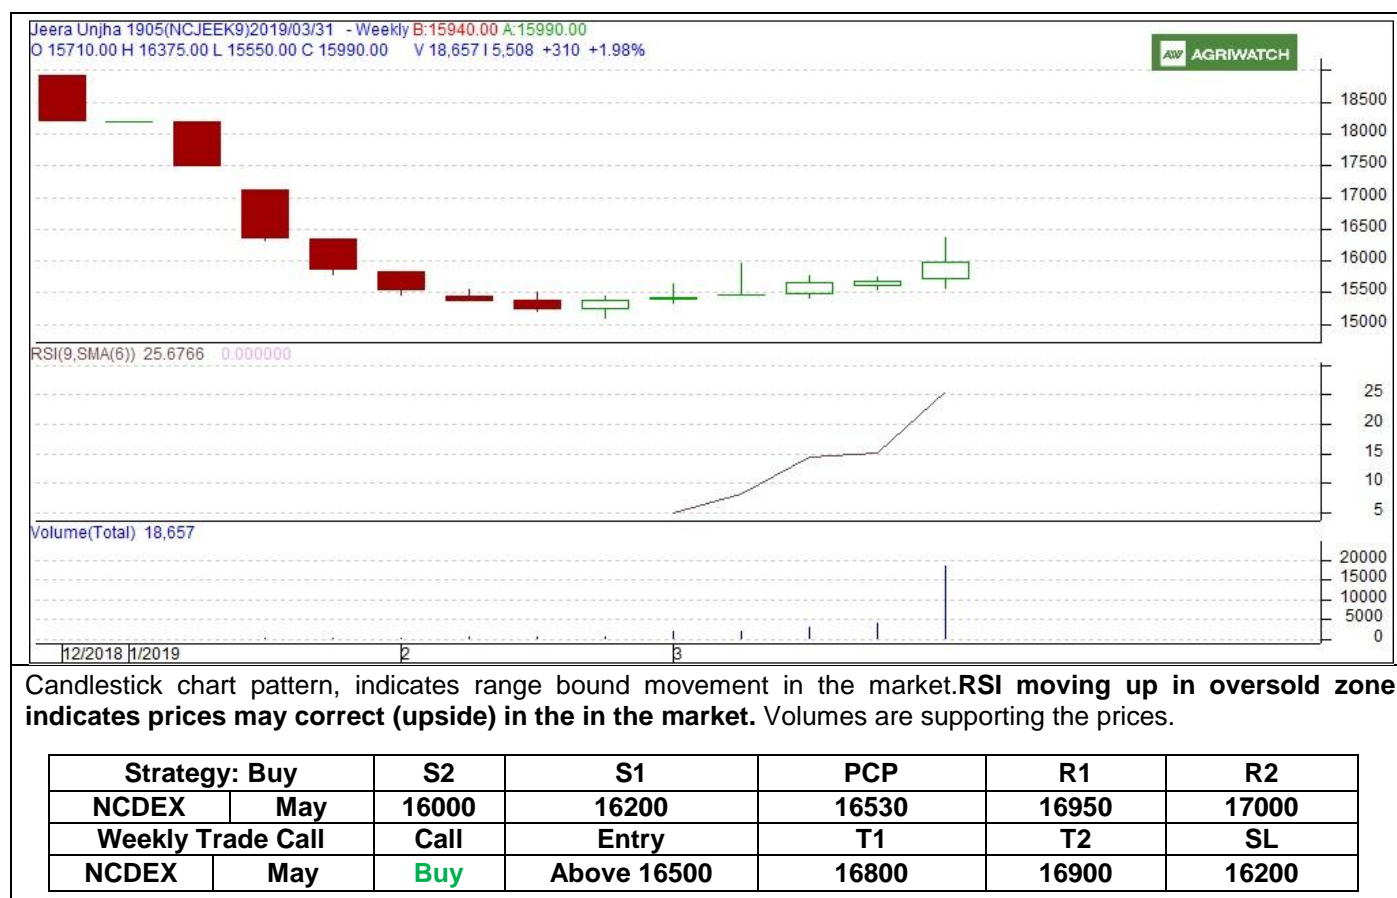 Jeera Unjha 1905(NCJEEK9)2019/03/31 - Weekly B:15940.00 A:15990.00
O 15710.00 H 16375.00 L 15550.00 C 15990.00 V 18,657 I 5,508 +310 +1.98%
AW AGRIWATCH
18500
18000
17500
17000
16500
16000
15500
15000
RSI(9,SMA(6)) 25.6766 0.000000
25
20
15
10
5
Volume(Total) 18,657
20000
15000
10000
5000
0
12/2018 1/2019 2 3
Candlestick chart pattern, indicates range bound movement in the market.RSI moving up in oversold zone
indicates prices may correct (upside) in the in the market. Volumes are supporting the prices.
Strategy: Buy S2 S1 PCP R1 R2
NCDEX May 16000 16200 16530 16950 17000
Weekly Trade Call Call Entry T1 T2 SL
NCDEX May Buy Above 16500 16800 16900 16200